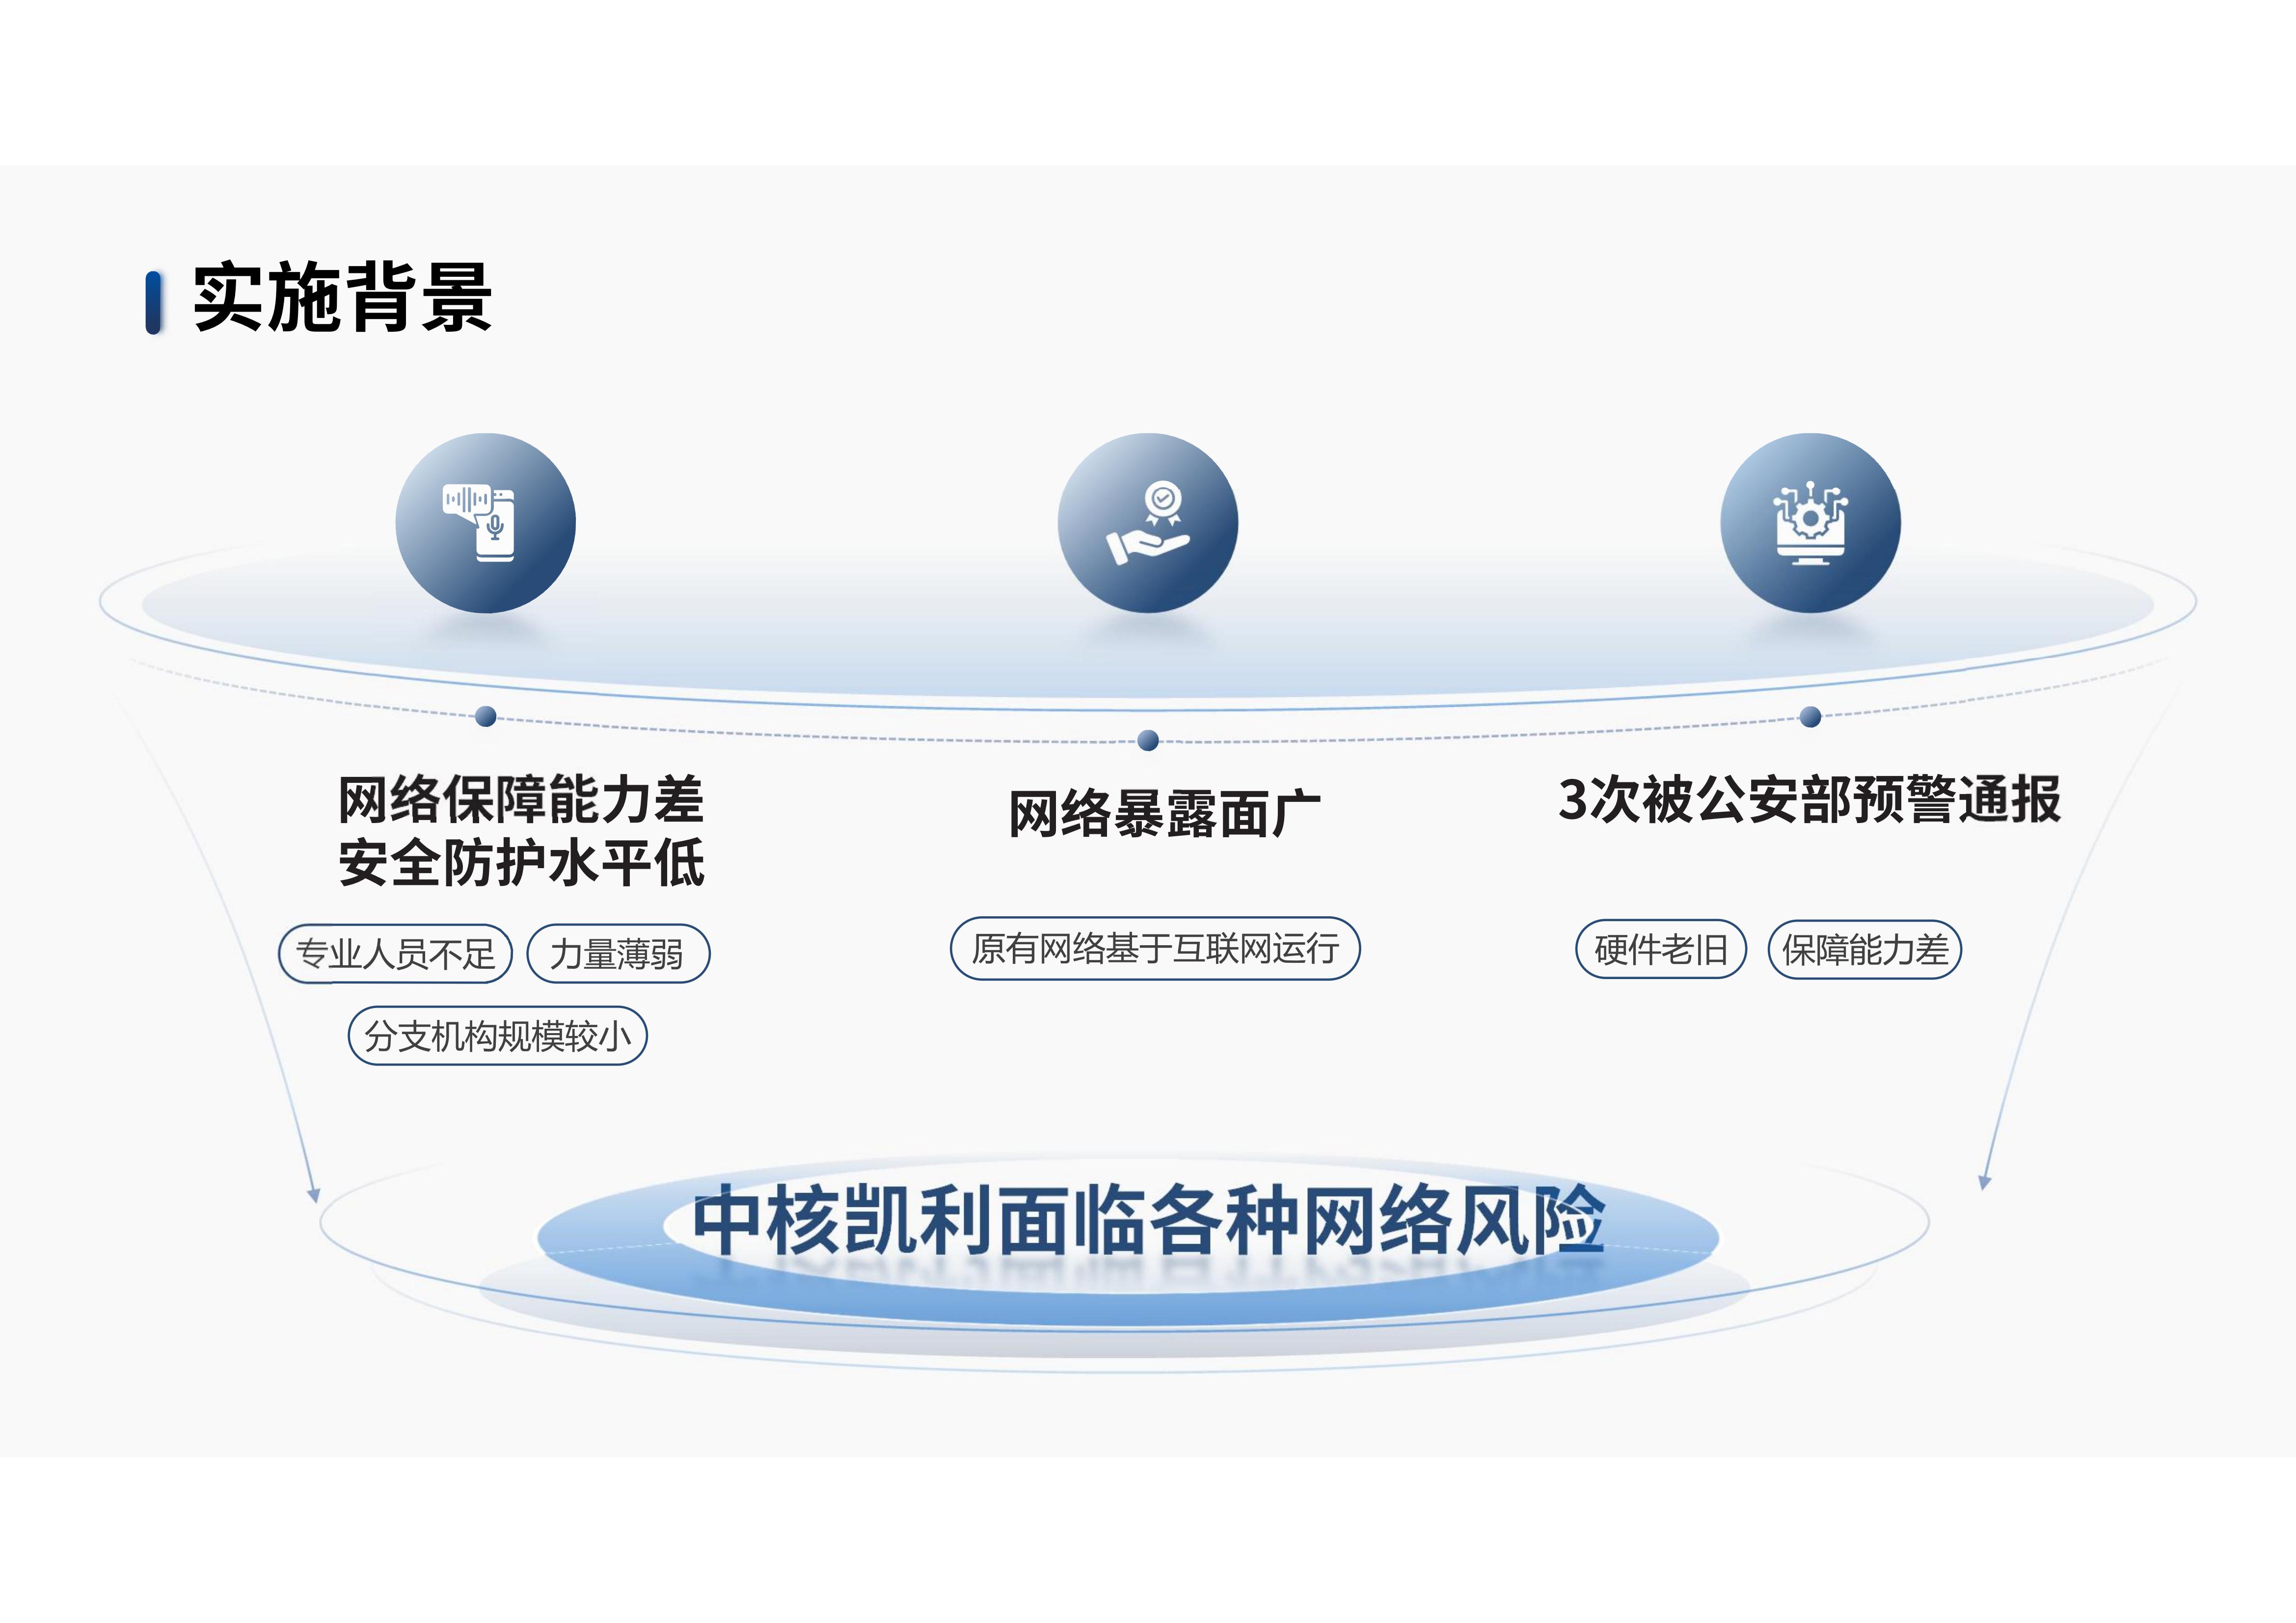 实施背景
网络保障能力差
安全防护水平低
专业人员不足
力量薄弱
分支机构规模较小
网络暴露面广
原有网络基于互联网运行
3次被公安部预警通报
硬件老旧
保障能力差
中核凯利面临各种网络风险